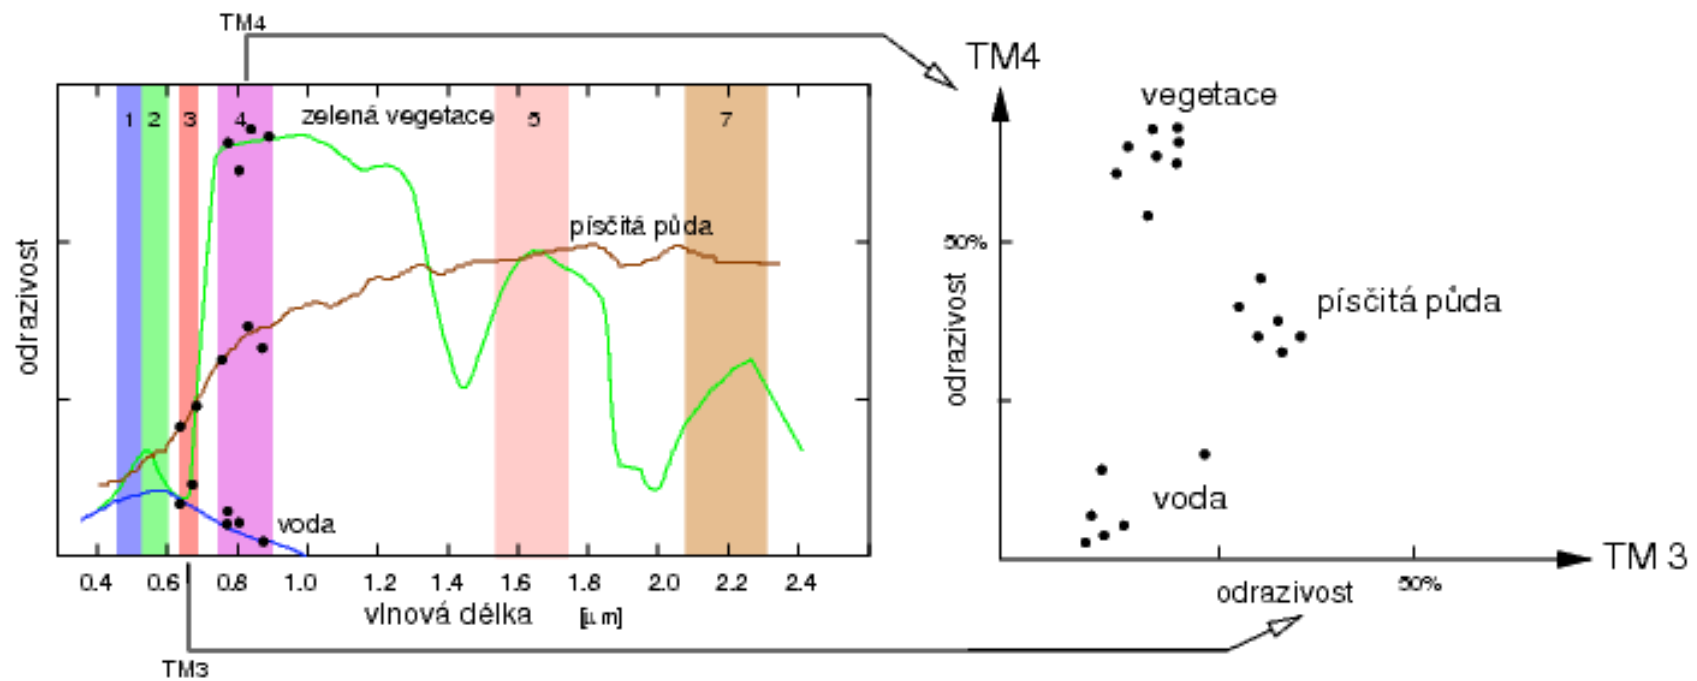 TM4
1
2
3
4
zelená vegetace
5
7
písčitá půda
odrazivost
voda
0.4
0.6
0.8
1.0
1.2
1.4
1.6
1.8
2.0
2.2
2.4
vlnová délka [μ m]
TM3
TM4
vegetace
50%
písčitá půda
odrazivost
voda
TM 3
50%
odrazivost